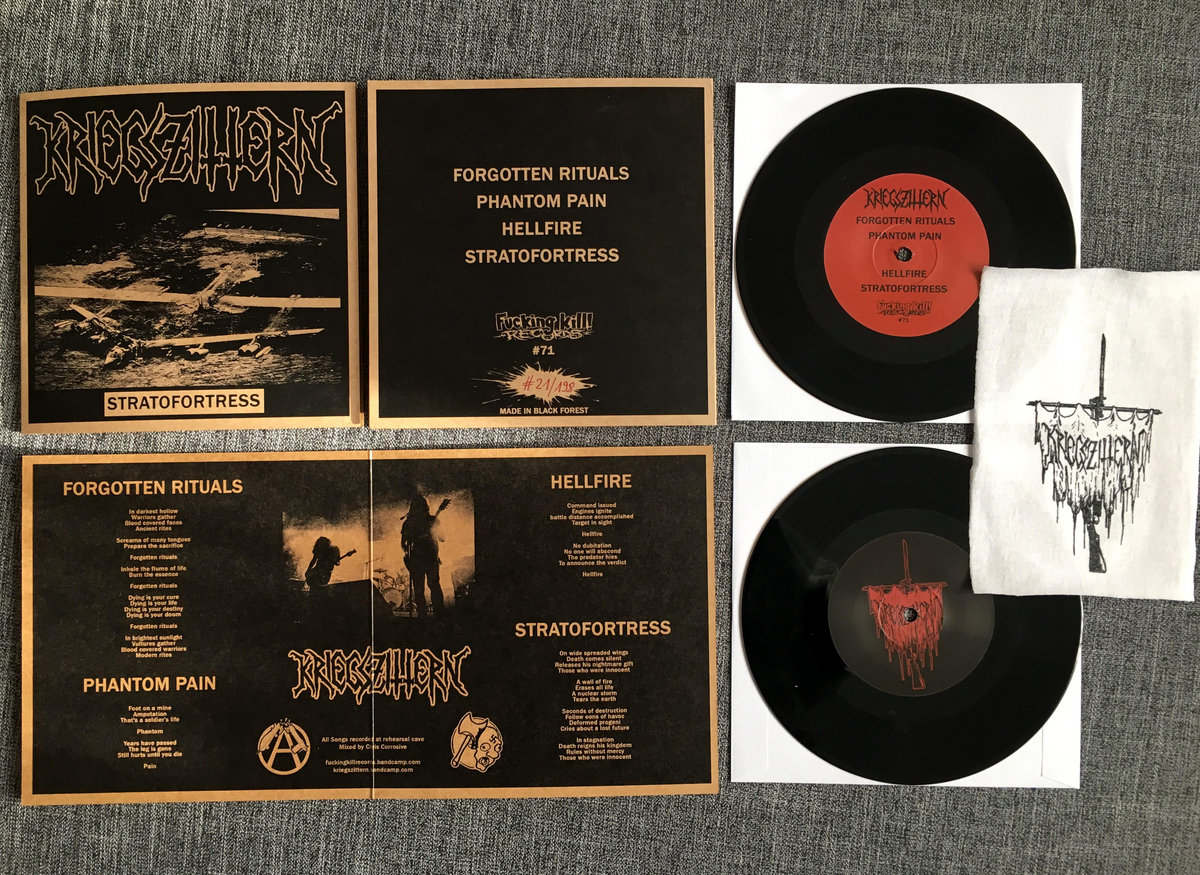 KRIEGSZITTERN
STRATOFORTRESS
FORGOTTEN RITUALS
PHANTOM PAIN
HELLFIRE
STRATOFORTRESS
Fucking kill!
RECORDS
#71
#21/198
MADE IN BLACK FOREST
KRIEGSZITTERN
FORGOTTEN RITUALS
PHANTOM PAIN
HELLFIRE
STRATOFORTRESS
Fucking kill!
RECORDS
#71
KRIEGSZITTERN
FORGOTTEN RITUALS
In darkest hollow
Warriors gather
Blood covered faces
Ancient rites
Screams of many tongues
Prepare the sacrifice
Forgotten rituals
Inhale the flume of life
Burn the essence
Forgotten rituals
Dying is your cure
Dying is your life
Dying is your destiny
Dying is your doom
Forgotten rituals
In brightest sunlight
Vultures gather
Blood covered warriors
Modern rites
PHANTOM PAIN
Foot on a mine
Amputation
That's a soldier's life
Phantom
Years have pessed
The leg is gone
Still hurts until you die
Pain
KRIEGSZITTERN
All Songs recorded at rehearsal cave
Mixed by Chris Corrosive
fuckingkillrecords.bandcamp.com
kriegszittern.bandcamp.com
HELLFIRE
Command issued
Engines ignite
battle distance accomplished
Target in sight
Hellfire
No dubitation
No one will abscond
The predator hies
To announce the verdict
Hellfire
STRATOFORTRESS
On wide spreaded wings
Death comes silent
Releases his nightmare gift
Those who were innocent
A wall of fire
Erases all life
A nuclear storm
Tears the earth
Seconds of destruction
Follow eons of havoc
Deformed progeni
Cries about a lost future
In stagnation
Death reigns his kingdom
Rules without mercy
Those who were innocent
KRIEGSZITTERN